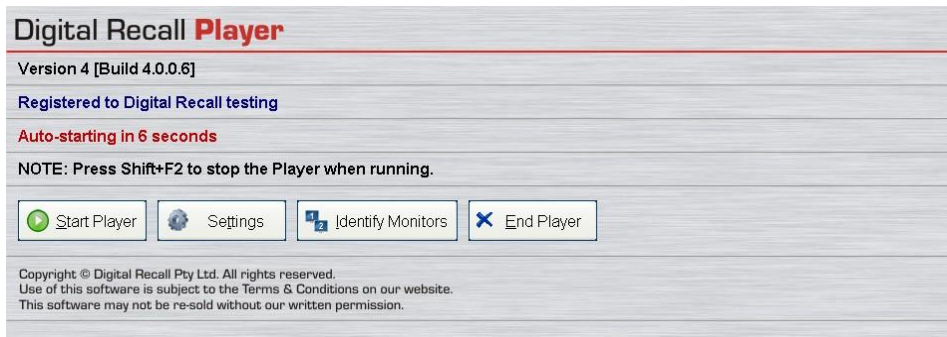 Digital Recall Player
Version 4 [Build 4.0.0.6]
Registered to Digital Recall testing
Auto-starting in 6 seconds
NOTE: Press Shift+F2 to stop the Player when running.
Start Player Settings 1 2 Identify Monitors End Player
Copyright © Digital Recall Pty Ltd. All rights reserved.
Use of this software is subject to the Terms & Conditions on our website.
This software may not be re-sold without our written permission.